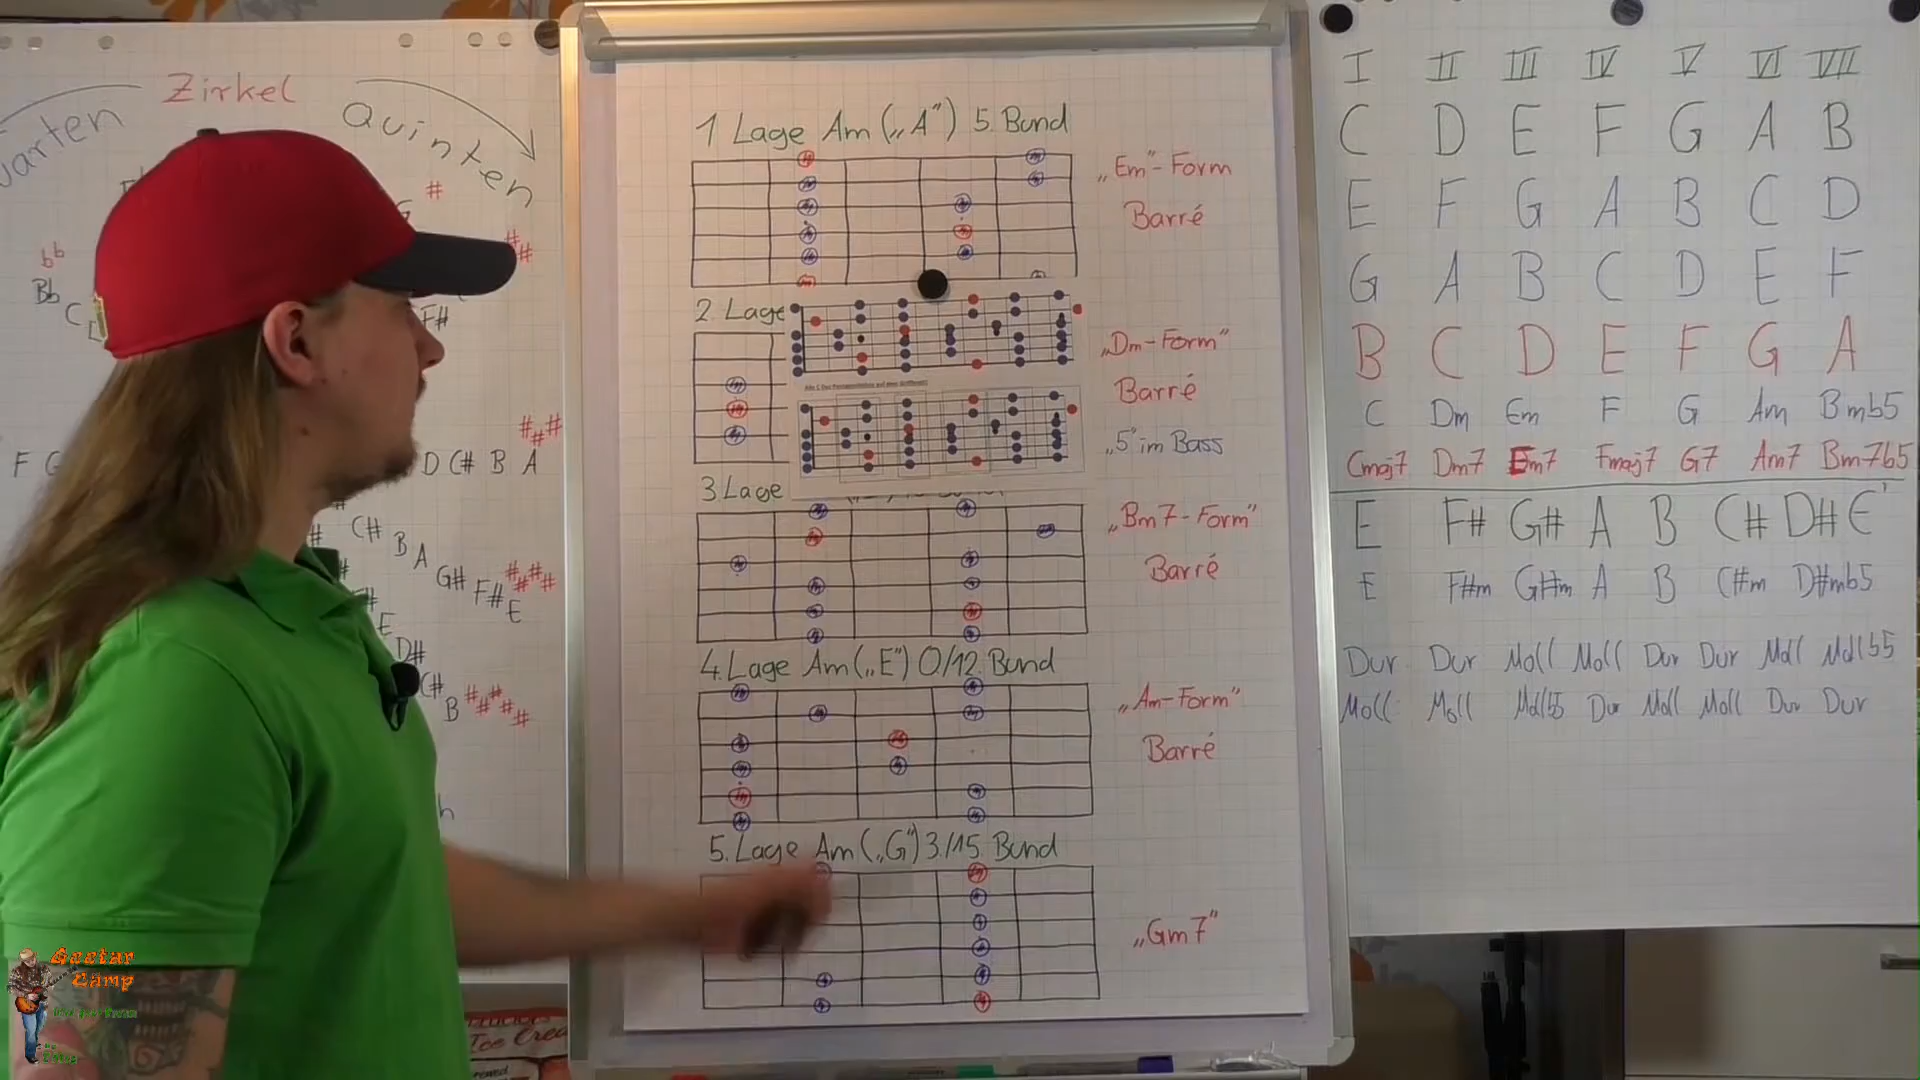 Zirkel
Quinten
#
##
bb
Bb
C
F#
###
F
D C# B A
C# B A
G# F# E
####
E
D#
C#
B
1 Lage Am („A") 5. Bund
„Em"-Form
Barré
2. Lage
„Dm-Form"
Barré
„5" im Bass
3 Lage
„Bm7-Form"
Barré
4. Lage Am („E") 0/12. Bund
„Am-Form"
Barré
5. Lage Am („G") 3./15. Bund
„Gm7"
I II III IV V VI VII
C D E F G A B
E F G A B C D
G A B C D E F
B C D E F G A
C Dm Em F G Am Bmb5
Cmaj7 Dm7 Em7 Fmaj7 G7 Am7 Bm7b5
E F# G# A B C# D# E'
E F#m G#m A B C#m D#mb5
Dur Dur Moll Moll Dur Dur Moll Mollb5
Moll Moll Mollb5 Dur Moll Moll Dur Dur
Geetar
Camp